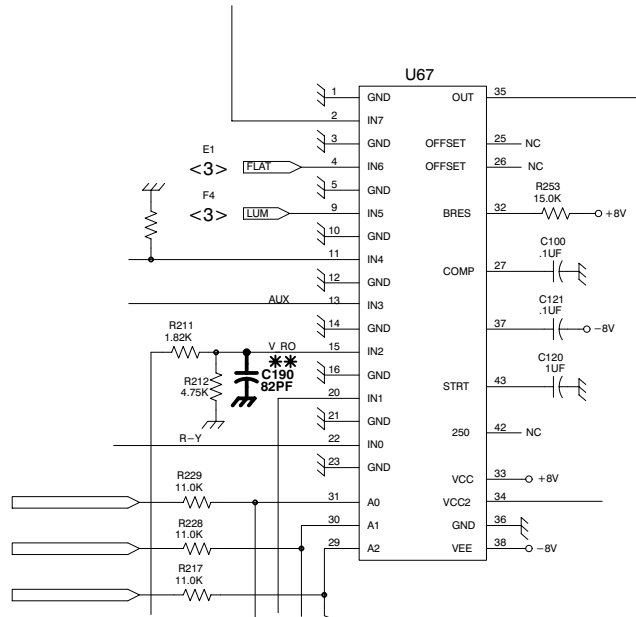 U67
1 GND OUT 35
2 IN7
3 GND OFFSET 25 NC
E1
<3> FLAT 4 IN6 OFFSET 26 NC
5 GND
F4
<3> LUM 9 IN5 BRES 32 R253 15.0K +8V
10 GND
11 IN4
COMP 27 C100 .1UF
12 GND
AUX 13 IN3
C121 .1UF
14 GND 37 -8V
R211
1.82K
V_RO 15 IN2
**
C190
82PF
R212
4.75K
16 GND
C120 1UF
STRT 43
20 IN1
21 GND
250 42 NC
R-Y 22 IN0
23 GND
VCC 33 +8V
R229
11.0K
31 A0 VCC2 34
R228
11.0K
30 A1 GND 36
29 A2 VEE 38 -8V
R217
11.0K